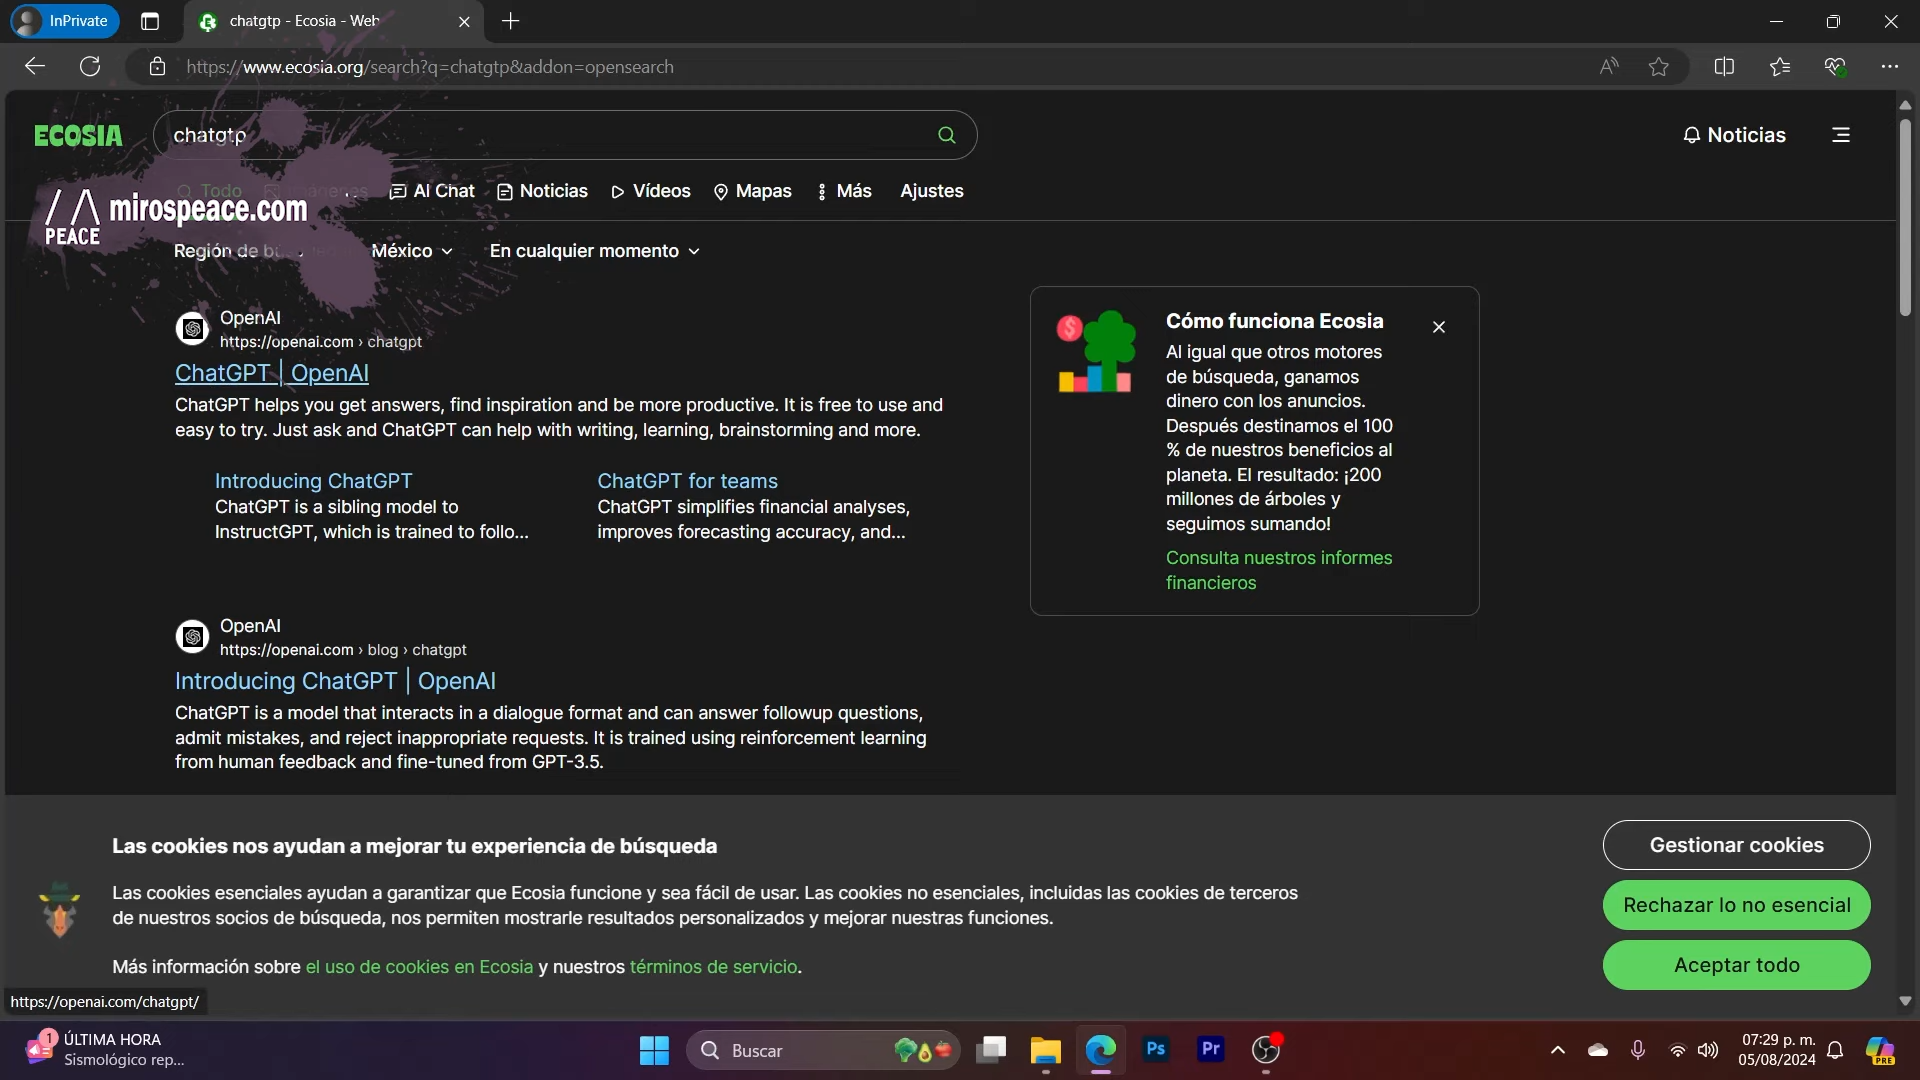 InPrivate
chatgtp - Ecosia - Web
https://www.ecosia.org/search?q=chatgtp&addon=opensearch
ECOSIA
chatgtp
Noticias
Todo
AI Chat
Noticias
Vídeos
Mapas
Más
Ajustes
PEACE
mirospeace.com
Región de
México
En cualquier momento
OpenAI
https://openai.com › chatgpt
ChatGPT | OpenAI
ChatGPT helps you get answers, find inspiration and be more productive. It is free to use and
easy to try. Just ask and ChatGPT can help with writing, learning, brainstorming and more.
Introducing ChatGPT
ChatGPT is a sibling model to
InstructGPT, which is trained to follo...
ChatGPT for teams
ChatGPT simplifies financial analyses,
improves forecasting accuracy, and...
OpenAI
https://openai.com › blog › chatgpt
Introducing ChatGPT | OpenAI
ChatGPT is a model that interacts in a dialogue format and can answer followup questions,
admit mistakes, and reject inappropriate requests. It is trained using reinforcement learning
from human feedback and fine-tuned from GPT-3.5.
Cómo funciona Ecosia
Al igual que otros motores
de búsqueda, ganamos
dinero con los anuncios.
Después destinamos el 100
% de nuestros beneficios al
planeta. El resultado: ¡200
millones de árboles y
seguimos sumando!
Consulta nuestros informes
financieros
Las cookies nos ayudan a mejorar tu experiencia de búsqueda
Las cookies esenciales ayudan a garantizar que Ecosia funcione y sea fácil de usar. Las cookies no esenciales, incluidas las cookies de terceros
de nuestros socios de búsqueda, nos permiten mostrarle resultados personalizados y mejorar nuestras funciones.
Más información sobre el uso de cookies en Ecosia y nuestros términos de servicio.
Gestionar cookies
Rechazar lo no esencial
Aceptar todo
https://openai.com/chatgpt/
1
ÚLTIMA HORA
Sismológico rep...
Buscar
Ps
Pr
07:29 p. m.
05/08/2024
PRE